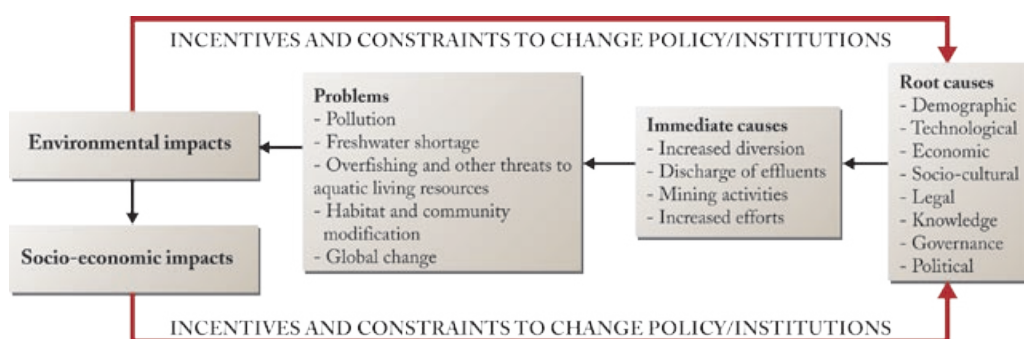 INCENTIVES AND CONSTRAINTS TO CHANGE POLICY/INSTITUTIONS
Environmental impacts
Socio-economic impacts
Problems
- Pollution
- Freshwater shortage
- Overfishing and other threats to
aquatic living resources
- Habitat and community
modification
- Global change
Immediate causes
- Increased diversion
- Discharge of effluents
- Mining activities
- Increased efforts
Root causes
- Demographic
- Technological
- Economic
- Socio-cultural
- Legal
- Knowledge
- Governance
- Political
INCENTIVES AND CONSTRAINTS TO CHANGE POLICY/INSTITUTIONS